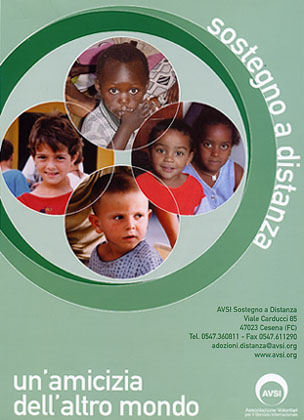 sostegno a distanza
AVSI Sostegno a Distanza
Viale Carducci 85
47023 Cesena (FC)
Tel. 0547.360811 - Fax 0547.611290
adozioni.distanza@avsi.org
www.avsi.org
un'amicizia
dell'altro mondo
AVSI
Associazione Volontari
per il Servizio Internazionale